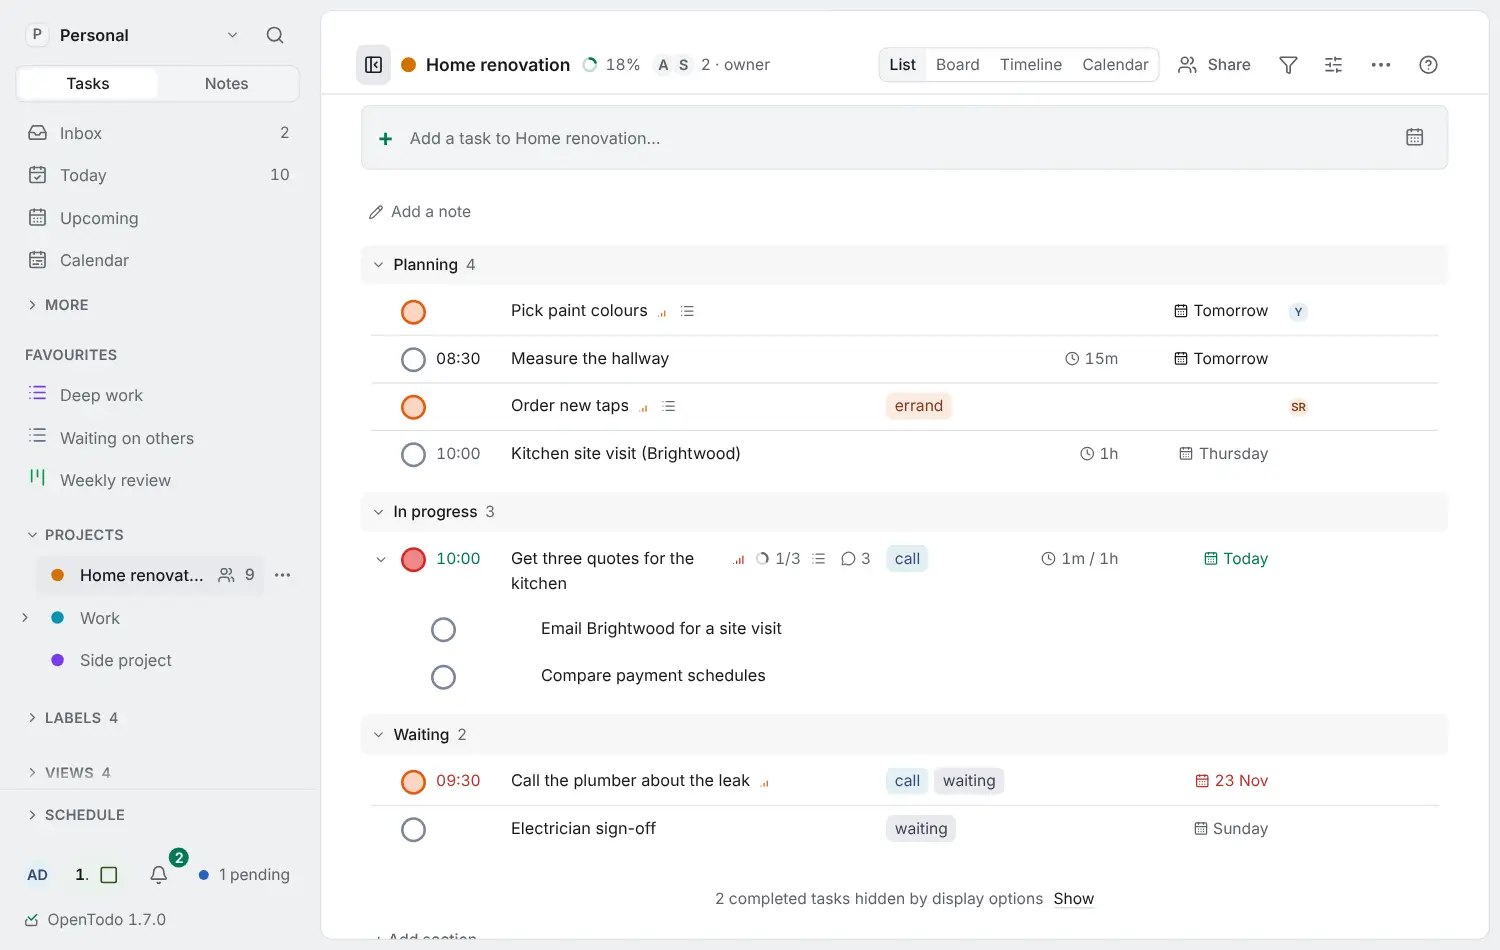 P Personal
Tasks Notes
Inbox 2
Today 10
Upcoming
Calendar
MORE
FAVOURITES
Deep work
Waiting on others
Weekly review
PROJECTS
Home renovat... 9
Work
Side project
LABELS 4
VIEWS 4
SCHEDULE
AD 1. 2 1 pending
OpenTodo 1.7.0
Home renovation 18% A S 2 · owner List Board Timeline Calendar Share
Add a task to Home renovation...
Add a note
Planning 4
Pick paint colours Tomorrow Y
08:30 Measure the hallway 15m Tomorrow
Order new taps errand SR
10:00 Kitchen site visit (Brightwood) 1h Thursday
In progress 3
10:00 Get three quotes for the kitchen 1/3 3 call 1m / 1h Today
Email Brightwood for a site visit
Compare payment schedules
Waiting 2
09:30 Call the plumber about the leak call waiting 23 Nov
Electrician sign-off waiting Sunday
2 completed tasks hidden by display options Show
+ Add section